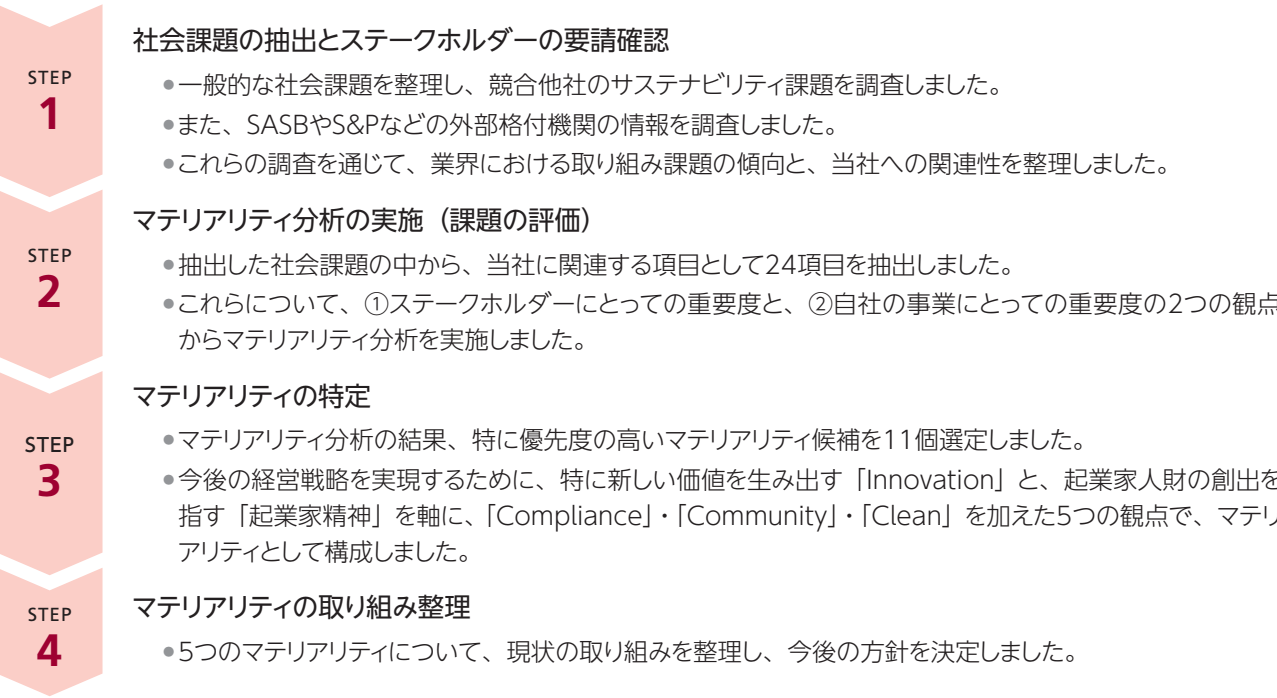 STEP
1
社会課題の抽出とステークホルダーの要請確認
●一般的な社会課題を整理し、競合他社のサステナビリティ課題を調査しました。
●また、SASBやS&Pなどの外部格付機関の情報を調査しました。
●これらの調査を通じて、業界における取り組み課題の傾向と、当社への関連性を整理しました。
STEP
2
マテリアリティ分析の実施（課題の評価）
●抽出した社会課題の中から、当社に関連する項目として24項目を抽出しました。
●これらについて、①ステークホルダーにとっての重要度と、②自社の事業にとっての重要度の2つの観点
からマテリアリティ分析を実施しました。
STEP
3
マテリアリティの特定
●マテリアリティ分析の結果、特に優先度の高いマテリアリティ候補を11個選定しました。
●今後の経営戦略を実現するために、特に新しい価値を生み出す「Innovation」と、起業家人財の創出を
指す「起業家精神」を軸に、「Compliance」・「Community」・「Clean」を加えた5つの観点で、マテリ
アリティとして構成しました。
STEP
4
マテリアリティの取り組み整理
●5つのマテリアリティについて、現状の取り組みを整理し、今後の方針を決定しました。